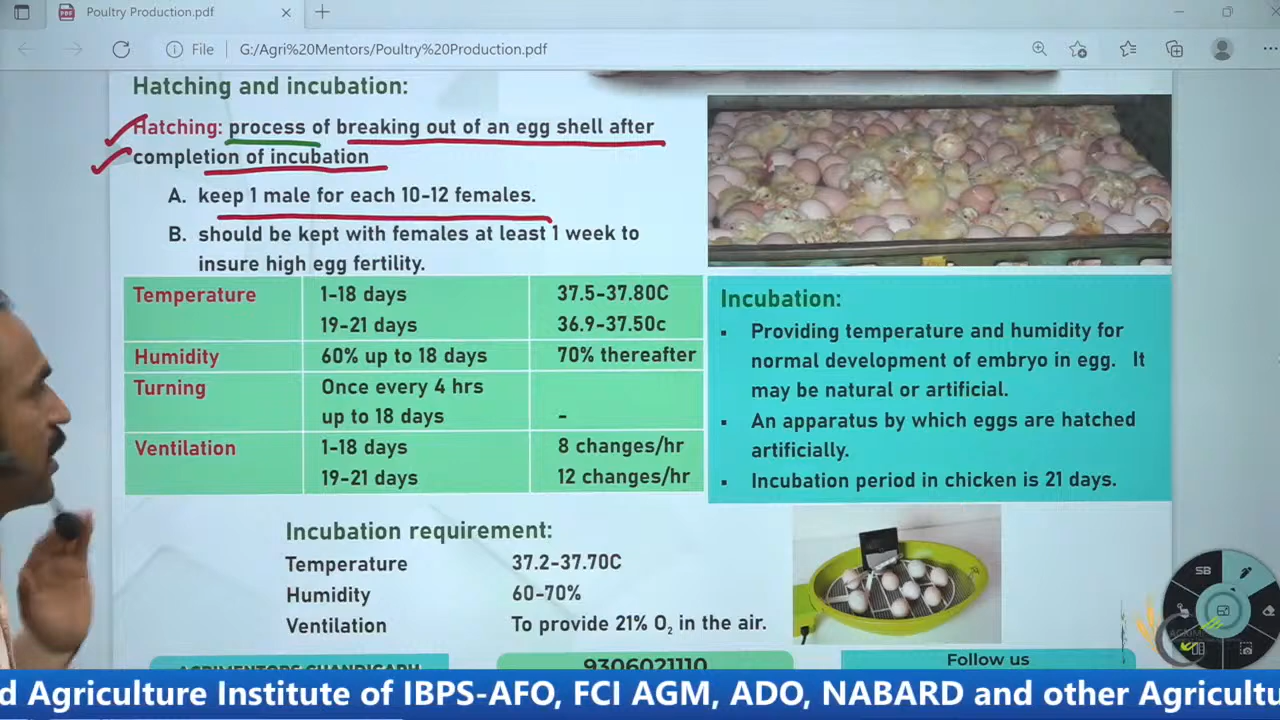 Poultry Production.pdf
File
G:/Agri%20Mentors/Poultry%20Production.pdf
Hatching and incubation:
Hatching: process of breaking out of an egg shell after
completion of incubation
A. keep 1 male for each 10-12 females.
B. should be kept with females at least 1 week to
insure high egg fertility.
Temperature 1-18 days 37.5-37.80C
19-21 days 36.9-37.50c
Humidity 60% up to 18 days 70% thereafter
Turning Once every 4 hrs
up to 18 days -
Ventilation 1-18 days 8 changes/hr
19-21 days 12 changes/hr
Incubation:
▪ Providing temperature and humidity for
normal development of embryo in egg. It
may be natural or artificial.
▪ An apparatus by which eggs are hatched
artificially.
▪ Incubation period in chicken is 21 days.
Incubation requirement:
Temperature 37.2-37.70C
Humidity 60-70%
Ventilation To provide 21% O₂ in the air.
SB
AGRIMENTORS CHANDIGARH
9306021110
Follow us
d Agriculture Institute of IBPS-AFO, FCI AGM, ADO, NABARD and other Agricultu